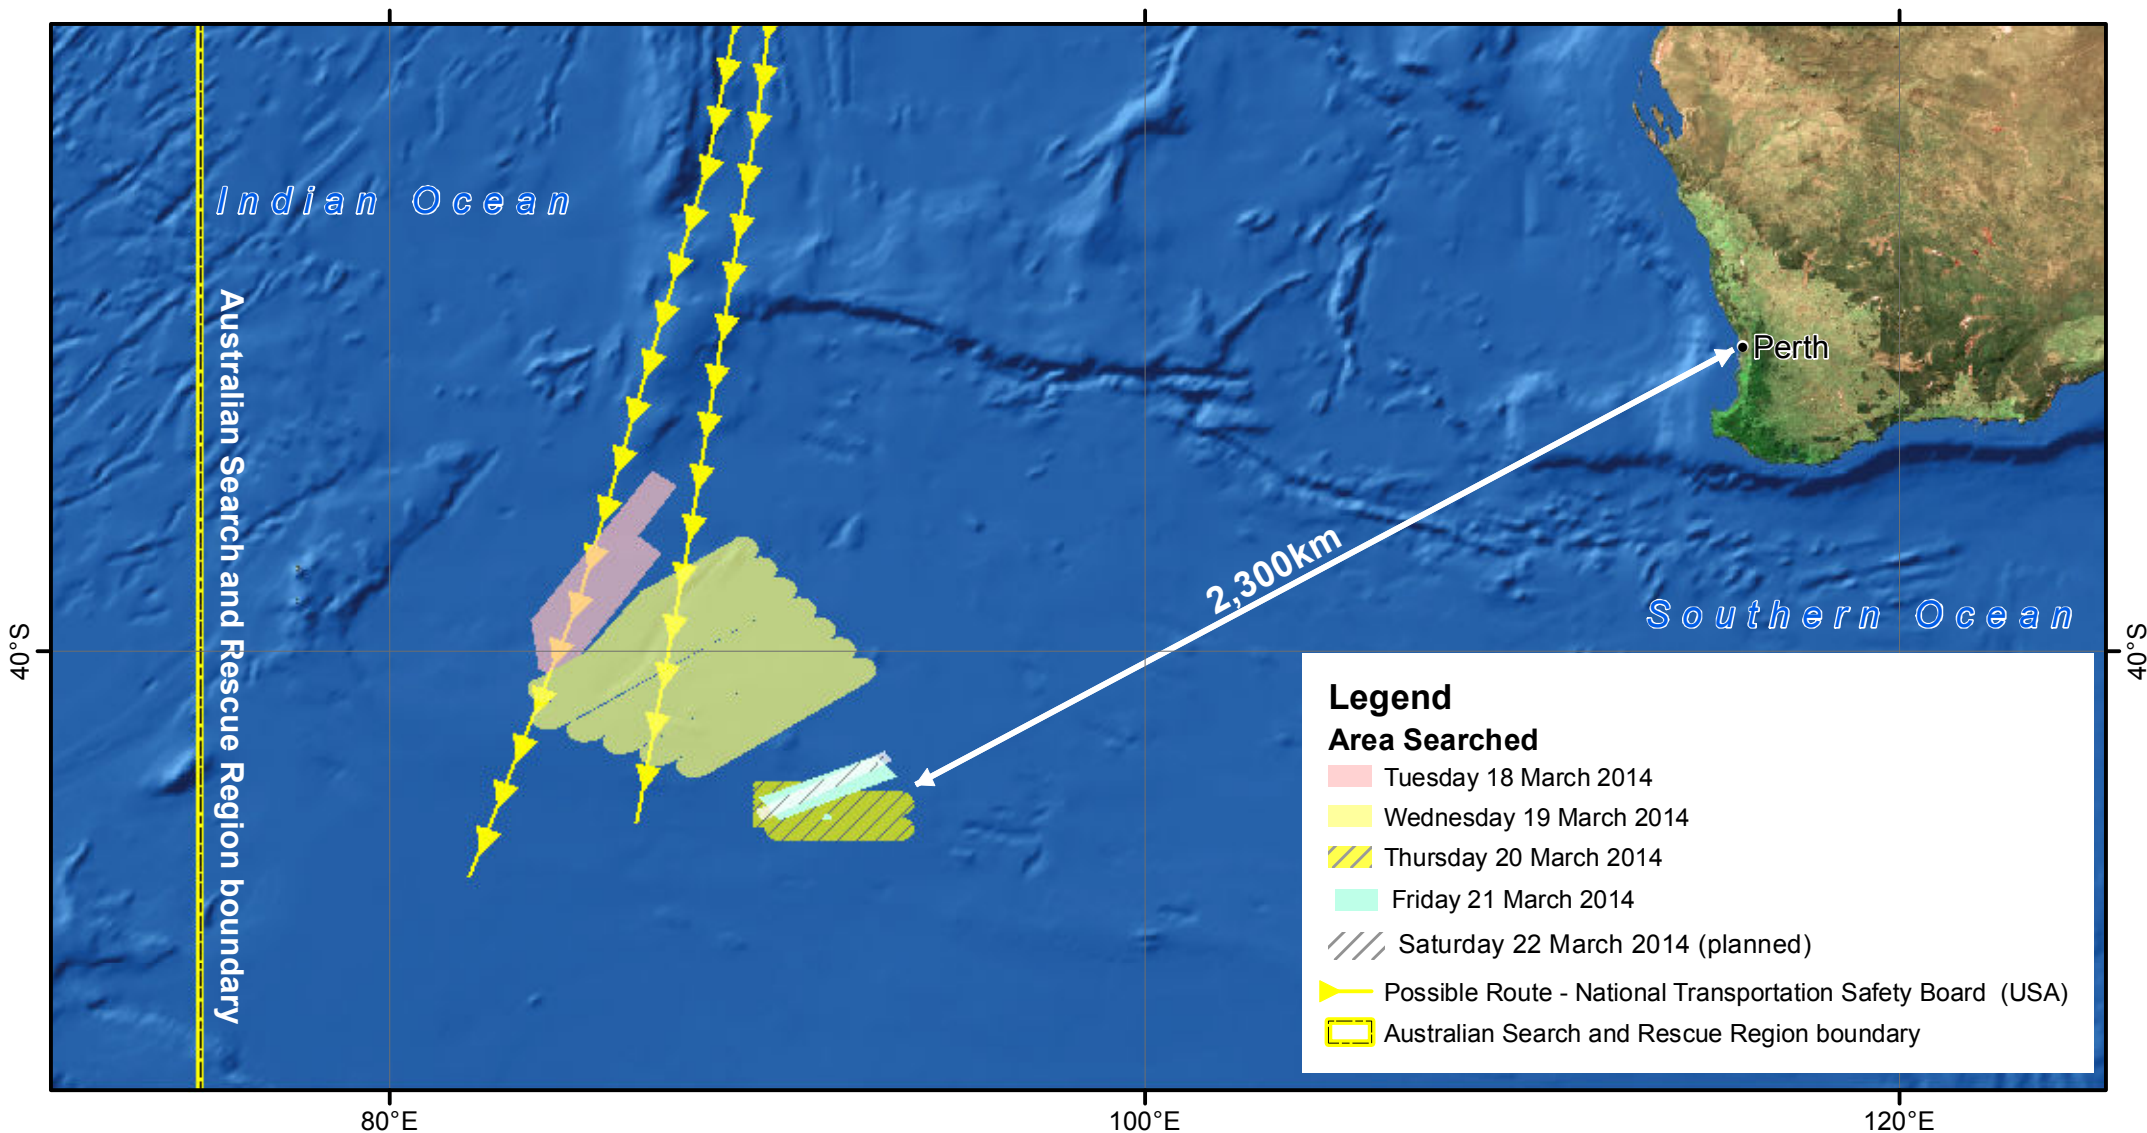 Indian Ocean
Australian Search and Rescue Region boundary
Perth
2,300km
Southern Ocean
40°S
40°S
Legend
Area Searched
Tuesday 18 March 2014
Wednesday 19 March 2014
Thursday 20 March 2014
Friday 21 March 2014
Saturday 22 March 2014 (planned)
Possible Route - National Transportation Safety Board (USA)
Australian Search and Rescue Region boundary
80°E
100°E
120°E